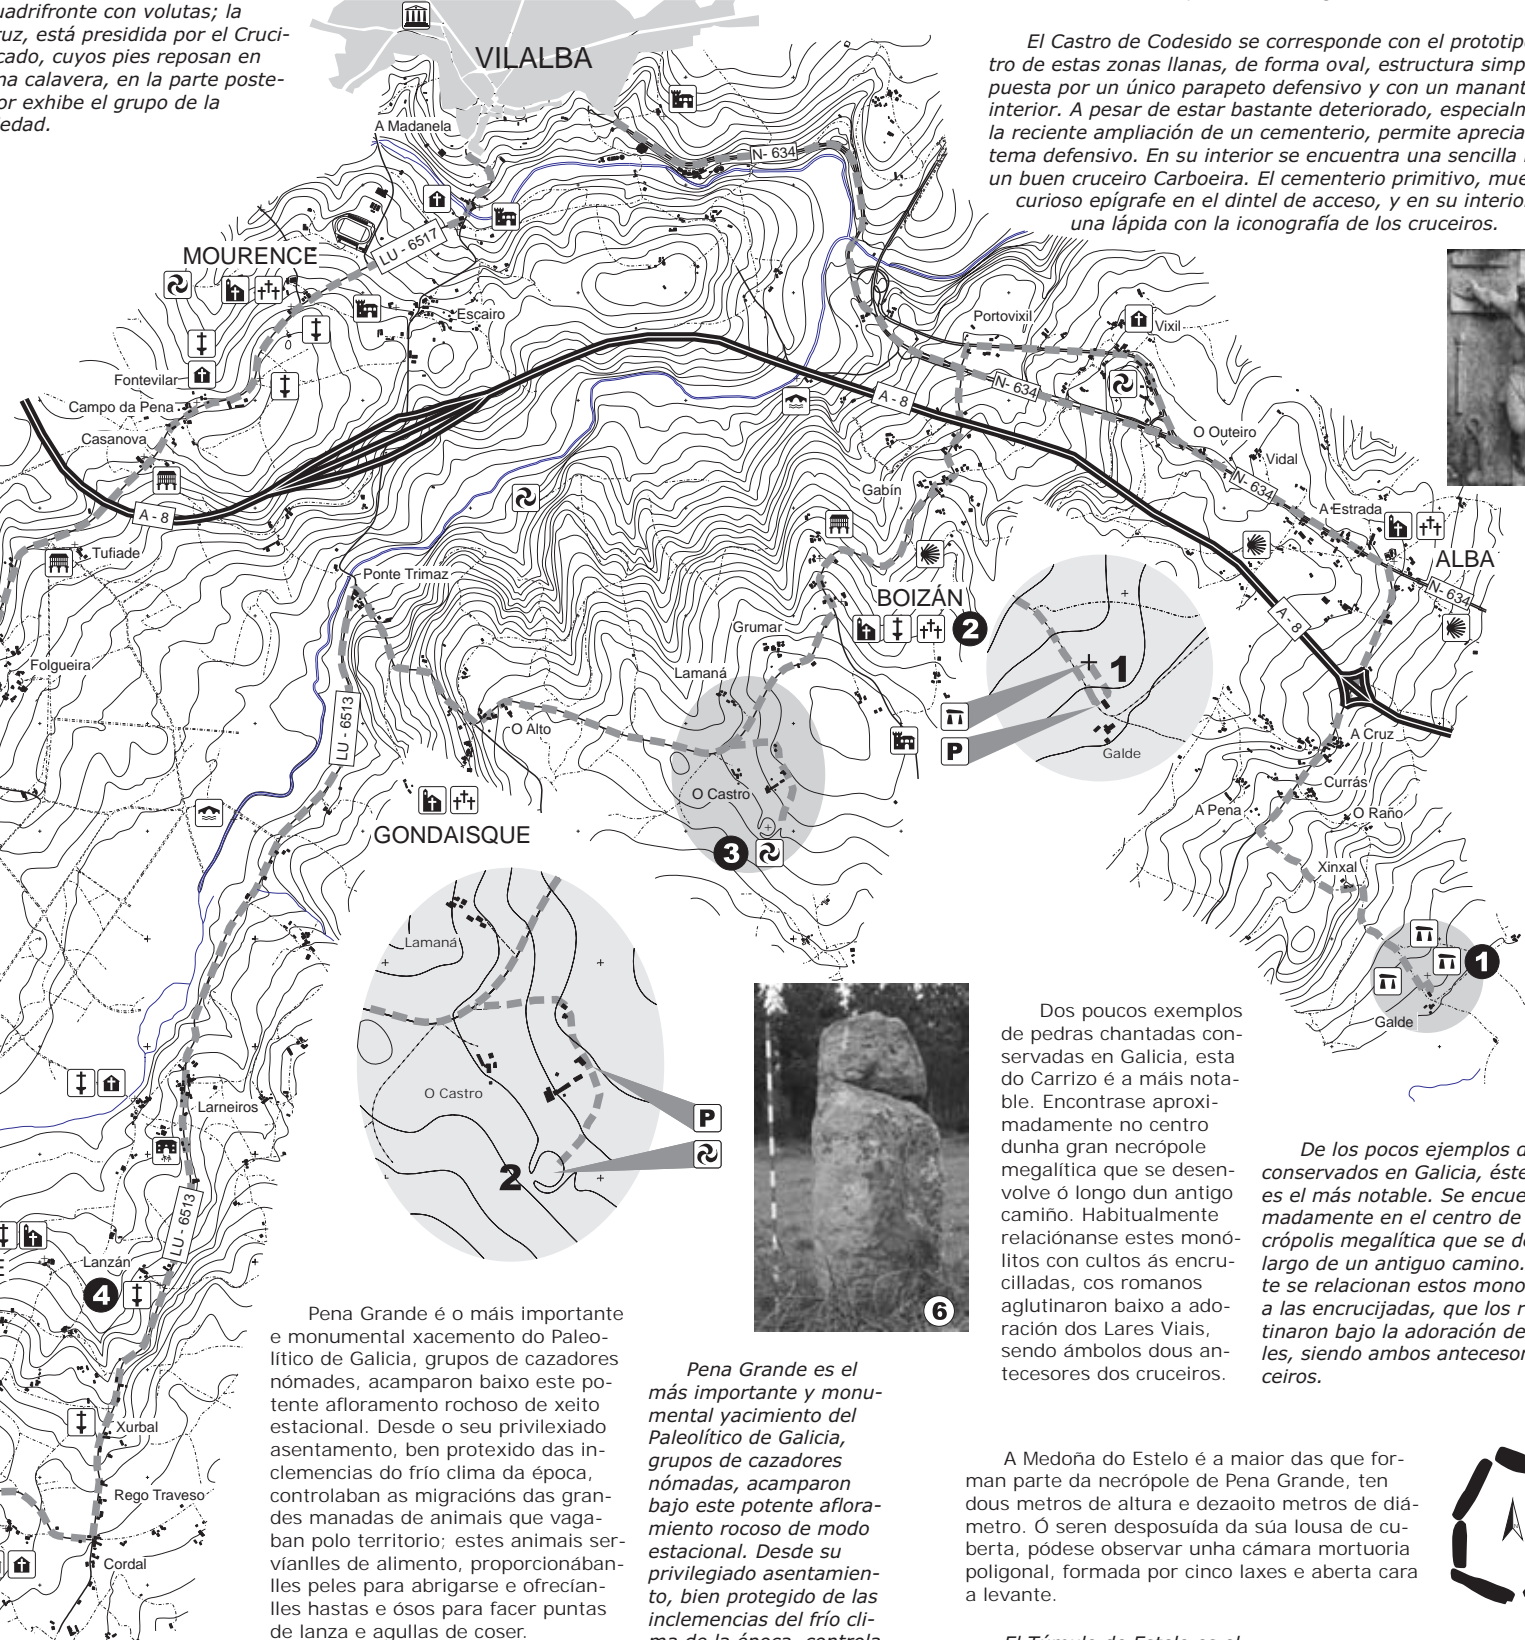 uadrifronte con volutas; la
ruz, está presidida por el Cruci-
cado, cuyos pies reposan en
na calavera, en la parte poste-
or exhibe el grupo de la
iedad.
El Castro de Codesido se corresponde con el prototipo
tro de estas zonas llanas, de forma oval, estructura simp
puesta por un único parapeto defensivo y con un manant
interior. A pesar de estar bastante deteriorado, especialm
la reciente ampliación de un cementerio, permite aprecia
tema defensivo. En su interior se encuentra una sencilla
un buen cruceiro Carboeira. El cementerio primitivo, mue
curioso epígrafe en el dintel de acceso, y en su interior
una lápida con la iconografía de los cruceiros.
VILALBA
A Madanela
N- 634
LU - 6517
MOURENCE
Escairo
Portovixil
Vixil
Fontevilar
Campo da Pena
Casanova
A - 8
N- 634
O Outeiro
Vidal
N- 634
Gabín
A Estrada
ALBA
A - 8
Tufiade
Ponte Trimaz
N- 634
BOIZÁN
2
A - 8
Grumar
Folgueira
Lamaná
1
LU - 6513
O Alto
P
Galde
A Cruz
O Castro
Currás
A Pena
O Raño
GONDAISQUE
3
Xinxal
Lamaná
1
Galde
O Castro
P
2
Larneiros
LU - 6513
Lanzán
4
6
Xurbal
Rego Traveso
Cordal
Dos poucos exemplos
de pedras chantadas con-
servadas en Galicia, esta
do Carrizo é a máis nota-
ble. Encontrase aproxi-
madamente no centro
dunha gran necrópole
megalítica que se desen-
volve ó longo dun antigo
camiño. Habitualmente
relaciónanse estes monó-
litos con cultos ás encru-
cilladas, cos romanos
aglutinaron baixo a ado-
ración dos Lares Viais,
sendo ámbolos dous an-
tecesores dos cruceiros.
De los pocos ejemplos d
conservados en Galicia, éste
es el más notable. Se encue
madamente en el centro de
crópolis megalítica que se de
largo de un antiguo camino.
te se relacionan estos mono
a las encrucijadas, que los r
tinaron bajo la adoración de
les, siendo ambos antecesor
ceiros.
Pena Grande é o máis importante
e monumental xacemento do Paleo-
lítico de Galicia, grupos de cazadores
nómades, acamparon baixo este po-
tente afloramento rochoso de xeito
estacional. Desde o seu privilexiado
asentamento, ben protexido das in-
clemencias do frío clima da época,
controlaban as migracións das gran-
des manadas de animais que vaga-
ban polo territorio; estes animais ser-
víanlles de alimento, proporcionában-
lles peles para abrigarse e ofrecían-
lles hastas e ósos para facer puntas
de lanza e agullas de coser.
Pena Grande es el
más importante y monu-
mental yacimiento del
Paleolítico de Galicia,
grupos de cazadores
nómadas, acamparon
bajo este potente aflora-
miento rocoso de modo
estacional. Desde su
privilegiado asentamien-
to, bien protegido de las
inclemencias del frío cli-
ma de la época, controla
A Medoña do Estelo é a maior das que for-
man parte da necrópole de Pena Grande, ten
dous metros de altura e dezaoito metros de diá-
metro. Ó seren desposuída da súa lousa de cu-
berta, pódese observar unha cámara mortuoria
poligonal, formada por cinco laxes e aberta cara
a levante.
El Túmulo do Estelo es el